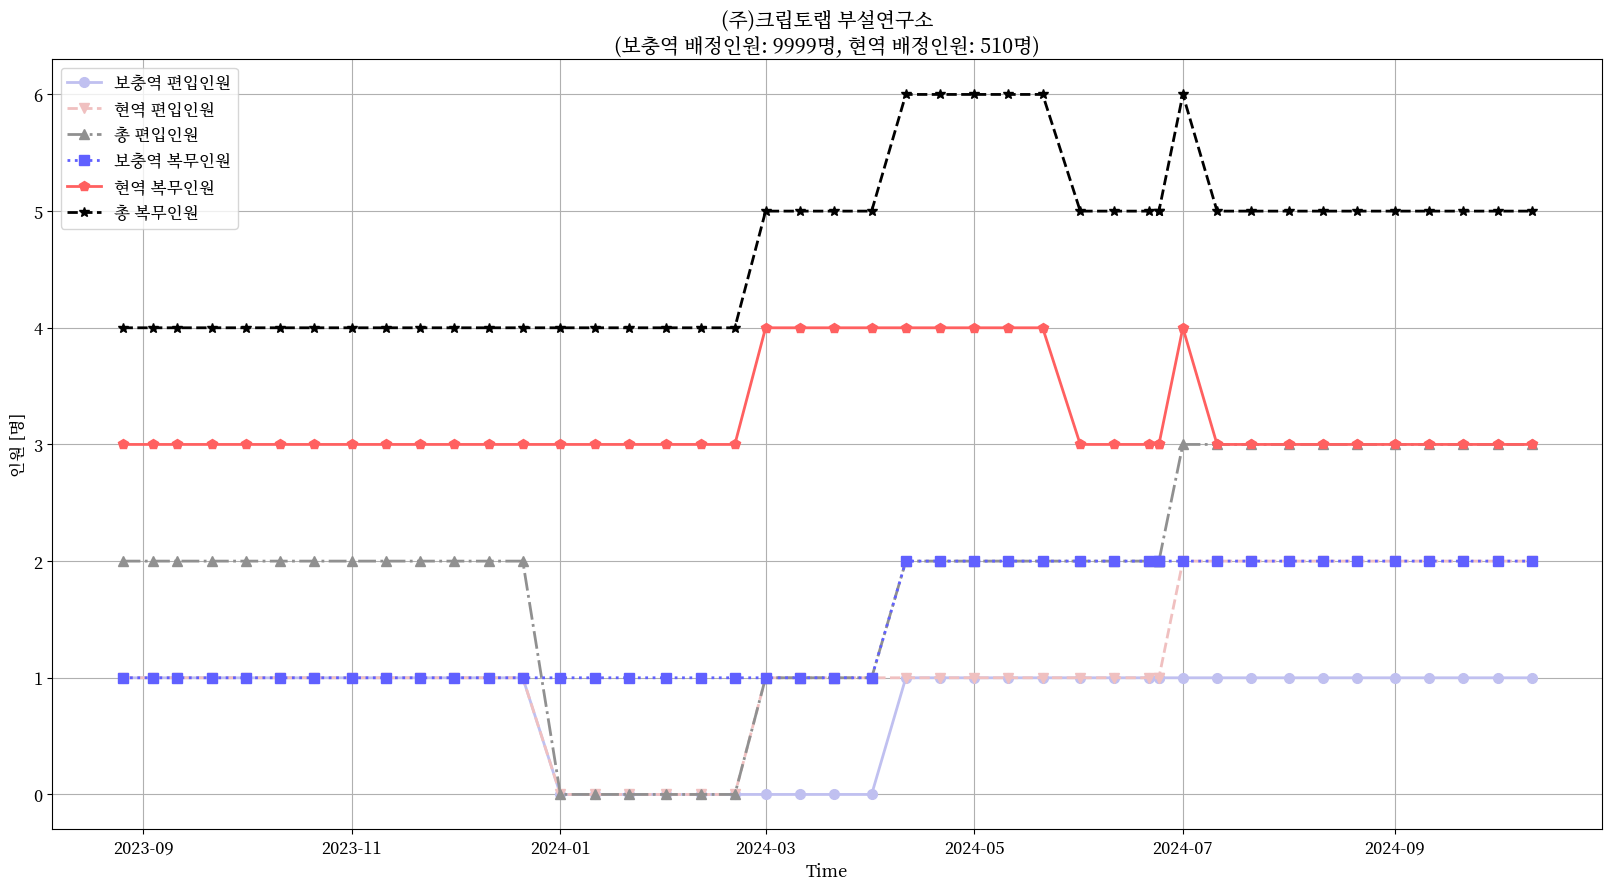 (주)크립토랩 부설연구소
(보충역 배정인원: 9999명, 현역 배정인원: 510명)
보충역 편입인원
현역 편입인원
총 편입인원
보충역 복무인원
현역 복무인원
총 복무인원
인원 [명]
6
5
4
3
2
1
0
2023-09 2023-11 2024-01 2024-03 2024-05 2024-07 2024-09
Time